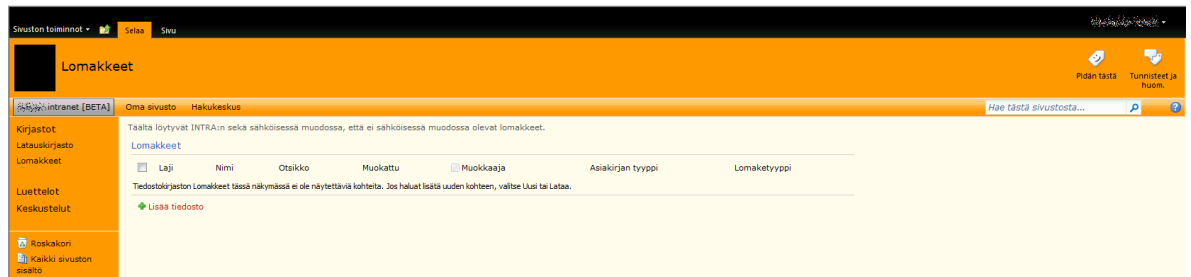 Sivuston toiminnot Selaa Sivu
Lomakkeet
Pidän tästä
Tunnisteet ja
huom.
intranet [BETA] Oma sivusto Hakukeskus Hae tästä sivustosta...
Kirjastot
Latauskirjasto
Lomakkeet
Luettelot
Keskustelut
Roskakori
Kaikki sivuston
sisältö
Täältä löytyvät INTRA:n sekä sähköisessä muodossa, että ei sähköisessä muodossa olevat lomakkeet.
Lomakkeet
Laji Nimi Otsikko Muokattu Muokkaaja Asiakirjan tyyppi Lomaketyyppi
Tiedostokirjaston Lomakkeet tässä näkymässä ei ole näytettäviä kohteita. Jos haluat lisätä uuden kohteen, valitse Uusi tai Lataa.
Lisää tiedosto